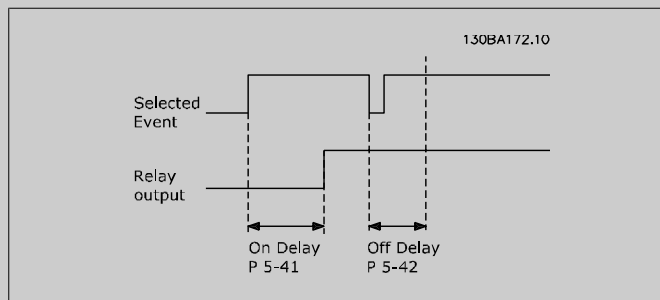 130BA172.10
Selected
Event
Relay
output
On Delay
P 5-41
Off Delay
P 5-42